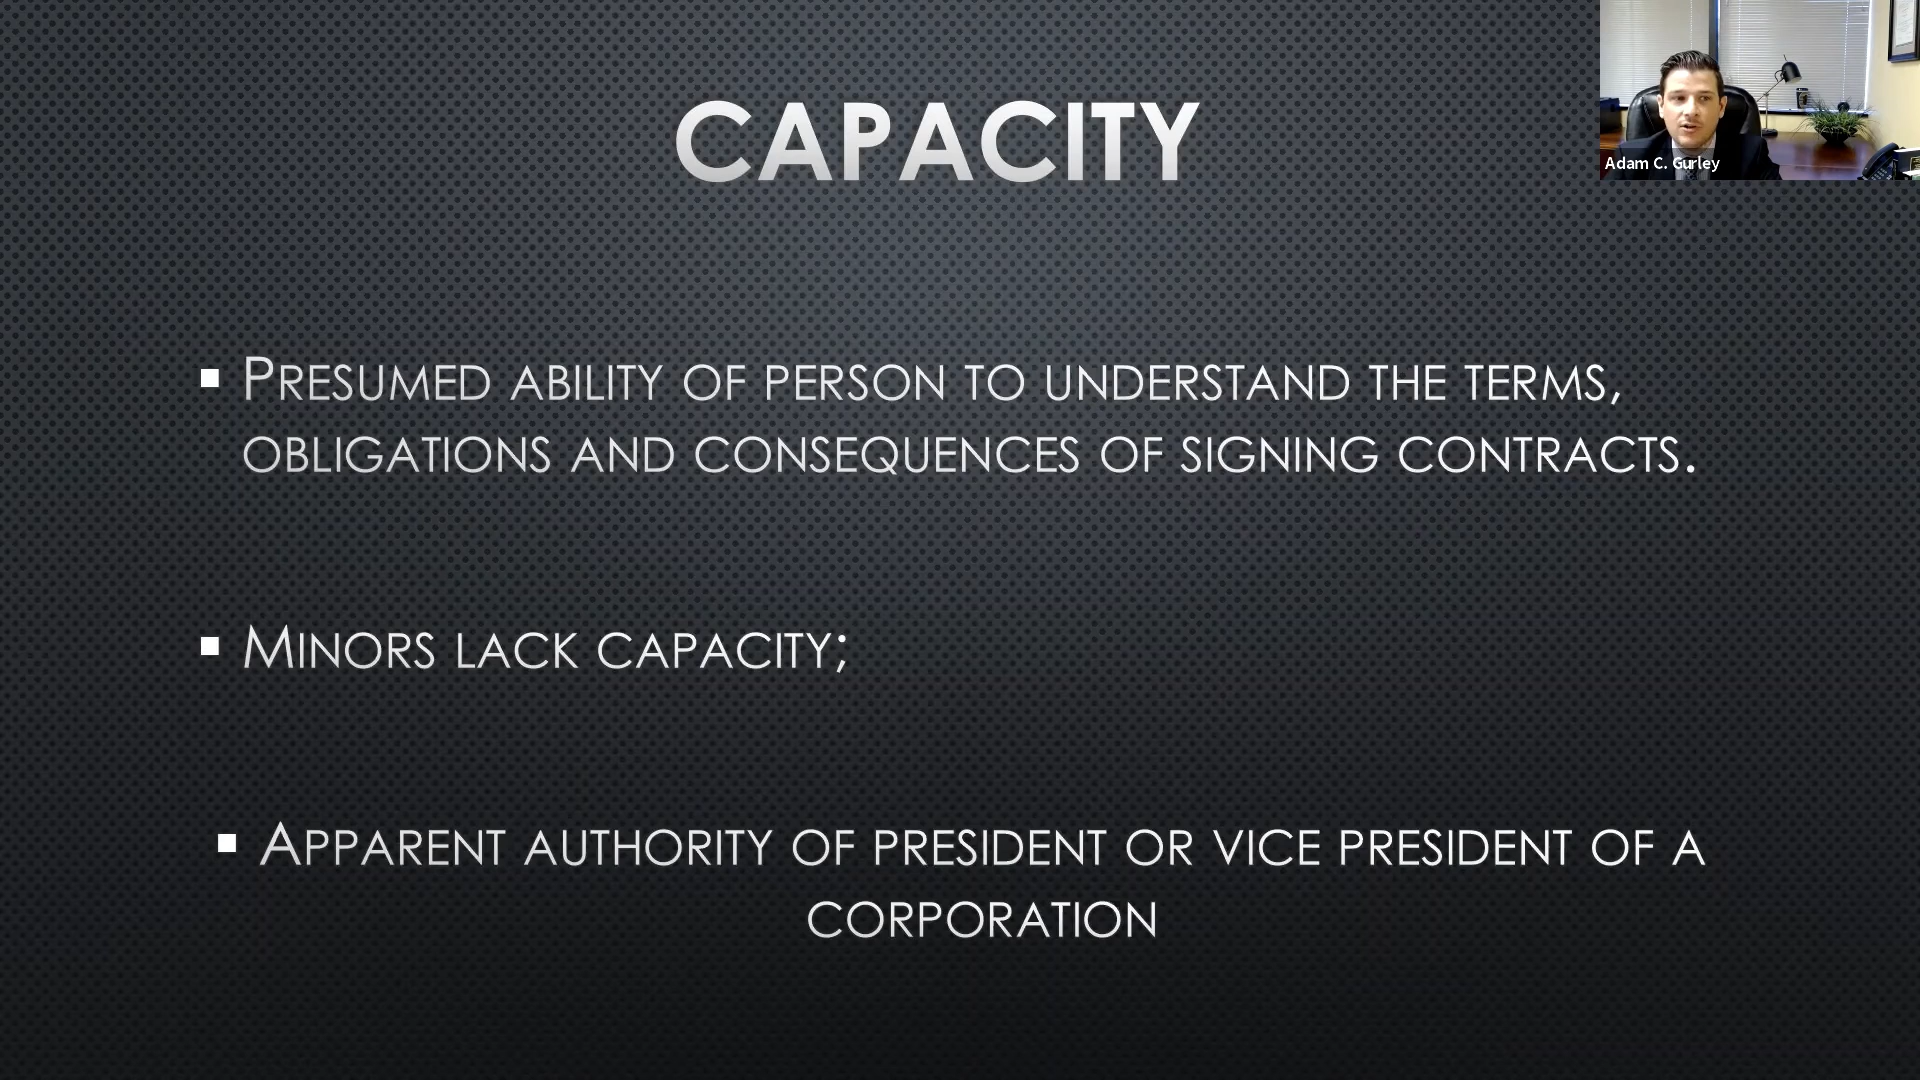 CAPACITY
Adam C. Gurley
▪ PRESUMED ABILITY OF PERSON TO UNDERSTAND THE TERMS,
OBLIGATIONS AND CONSEQUENCES OF SIGNING CONTRACTS.
▪ MINORS LACK CAPACITY;
▪ APPARENT AUTHORITY OF PRESIDENT OR VICE PRESIDENT OF A
CORPORATION